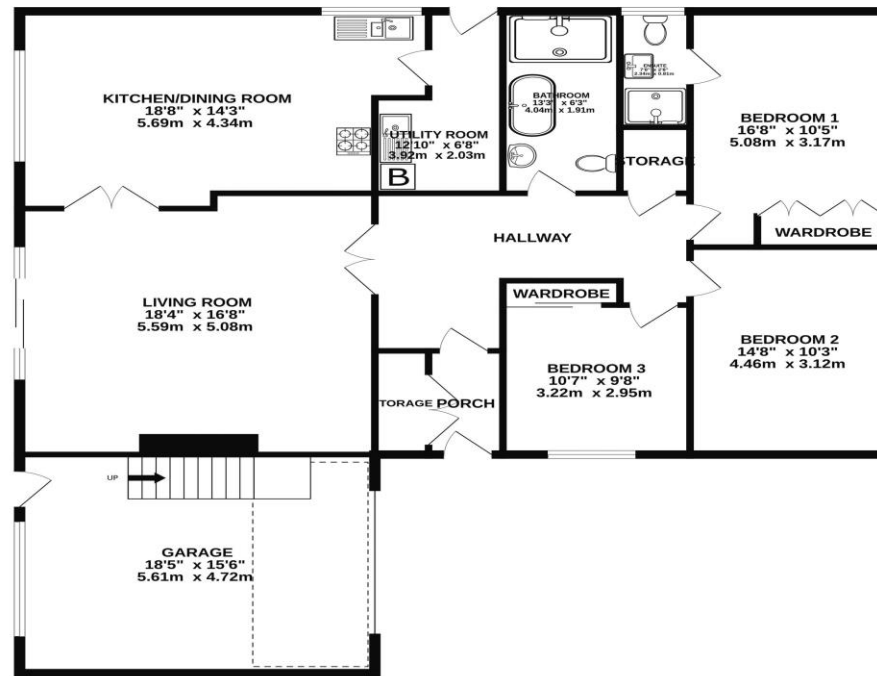 KITCHEN/DINING ROOM
18'8" x 14'3"
5.69m x 4.34m
UTILITY ROOM
12'10" x 6'8"
3.92m x 2.03m
B
BATHROOM
13'3" x 6'3"
4.04m x 1.91m
ENSUITE
STORAGE
BEDROOM 1
16'8" x 10'5"
5.08m x 3.17m
WARDROBE
HALLWAY
LIVING ROOM
18'4" x 16'8"
5.59m x 5.08m
WARDROBE
BEDROOM 3
10'7" x 9'8"
3.22m x 2.95m
BEDROOM 2
14'8" x 10'3"
4.46m x 3.12m
TORAGE
PORCH
UP
GARAGE
18'5" x 15'6"
5.61m x 4.72m